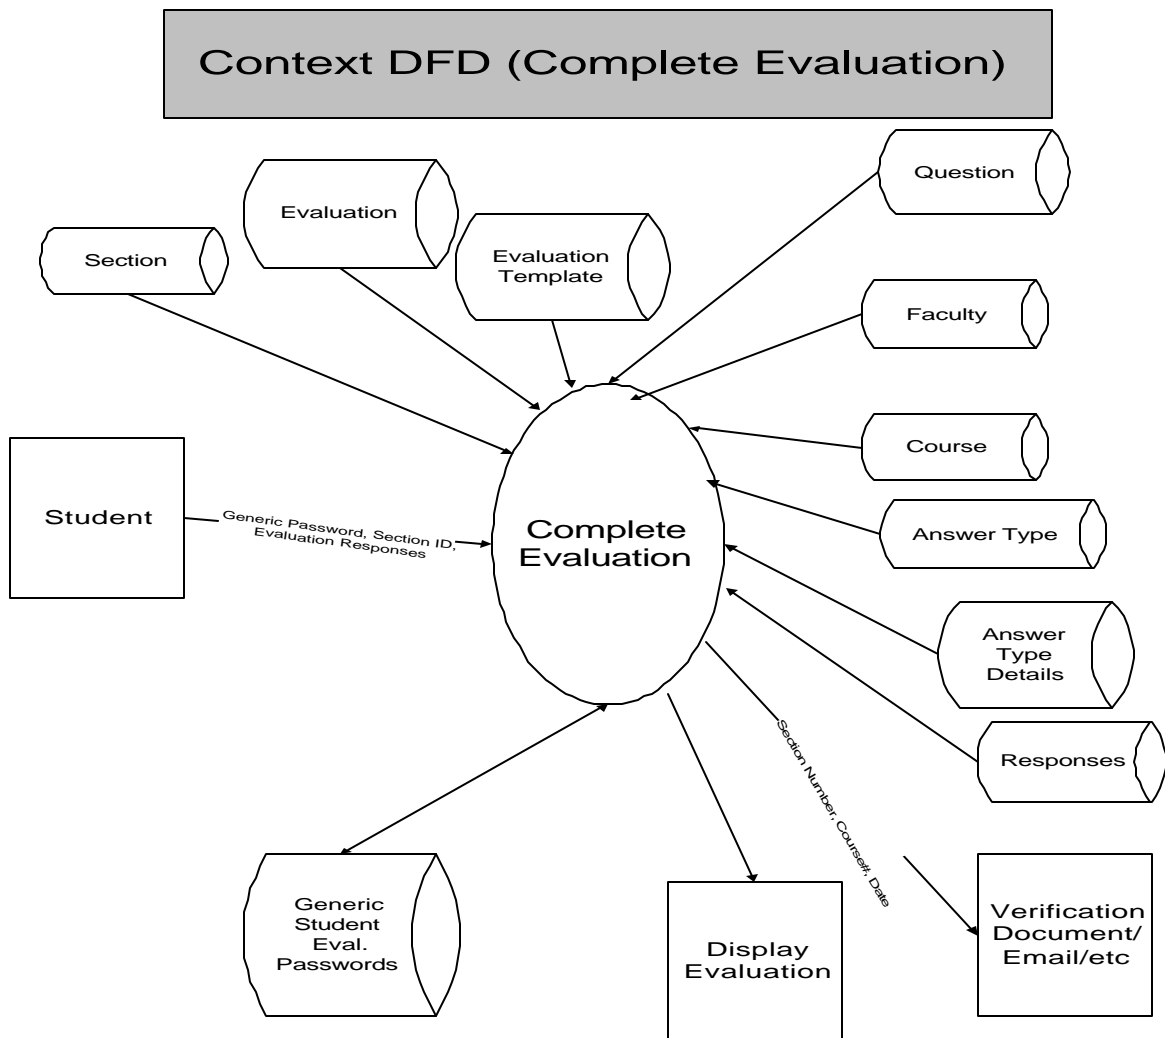 Context DFD (Complete Evaluation)
Question
Evaluation
Evaluation
Template
Section
Faculty
Course
Student
Generic Password, Section ID,
Evaluation Responses
Complete
Evaluation
Answer Type
Answer
Type
Details
Responses
Section Number, Course#, Date
Generic
Student
Eval.
Passwords
Display
Evaluation
Verification
Document/
Email/etc